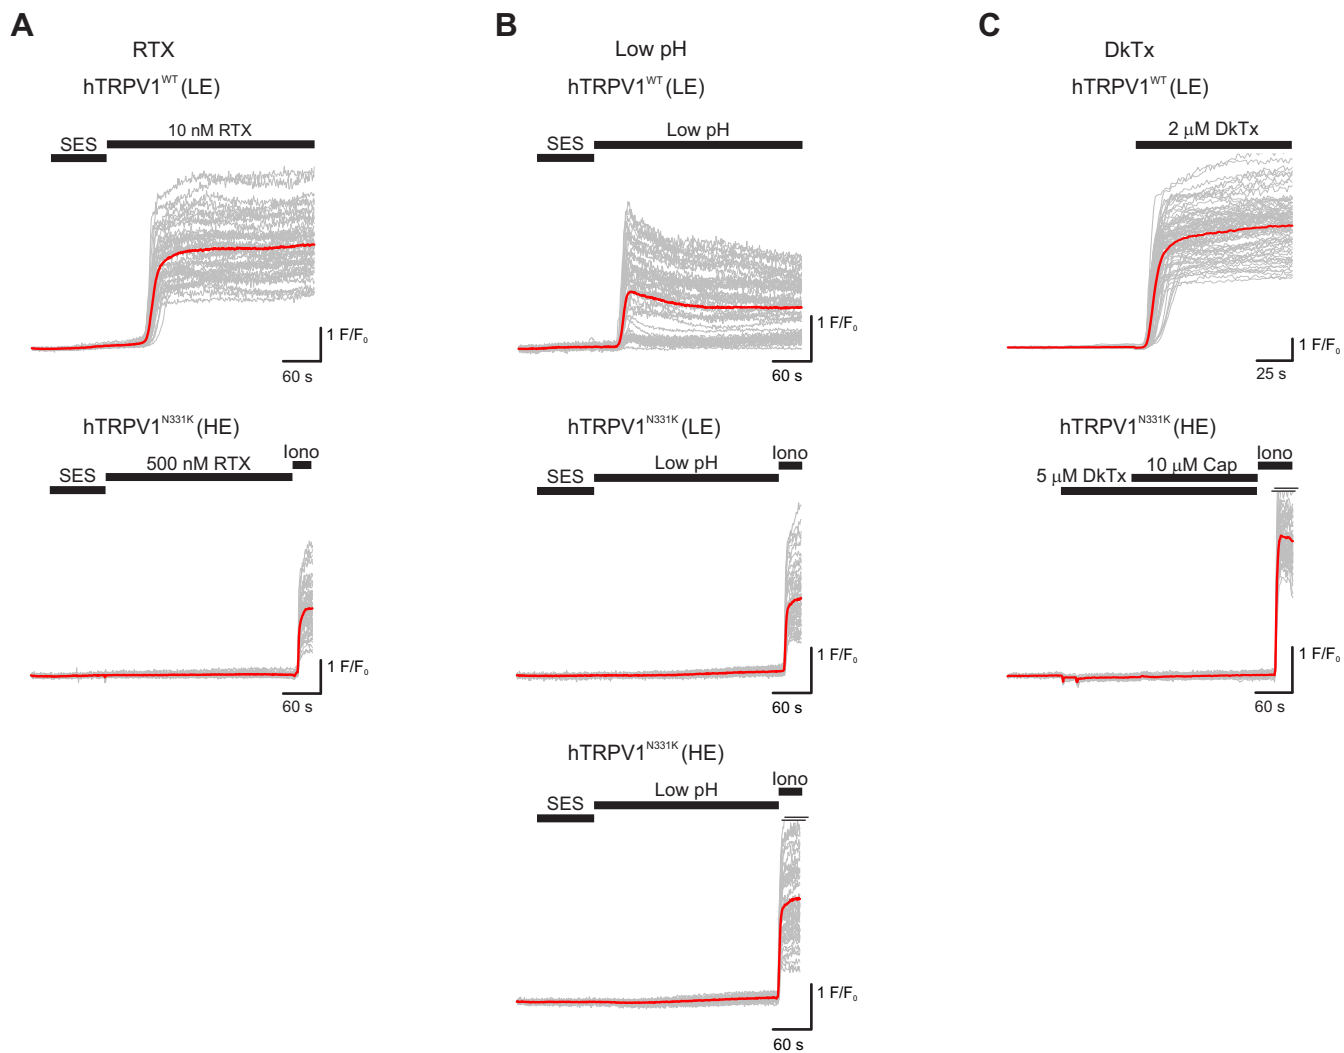 A
RTX
hTRPV1WT (LE)
SES
10 nM RTX
1 F/F0
60 s
hTRPV1N331K (HE)
Iono
500 nM RTX
SES
1 F/F0
60 s
B
Low pH
hTRPV1WT (LE)
SES
Low pH
1 F/F0
60 s
hTRPV1N331K (LE)
Iono
Low pH
SES
1 F/F0
60 s
hTRPV1N331K (HE)
Iono
Low pH
SES
1 F/F0
60 s
C
DkTx
hTRPV1WT (LE)
2 μM DkTx
1 F/F0
25 s
hTRPV1N331K (HE)
Iono
10 μM Cap
5 μM DkTx
1 F/F0
60 s